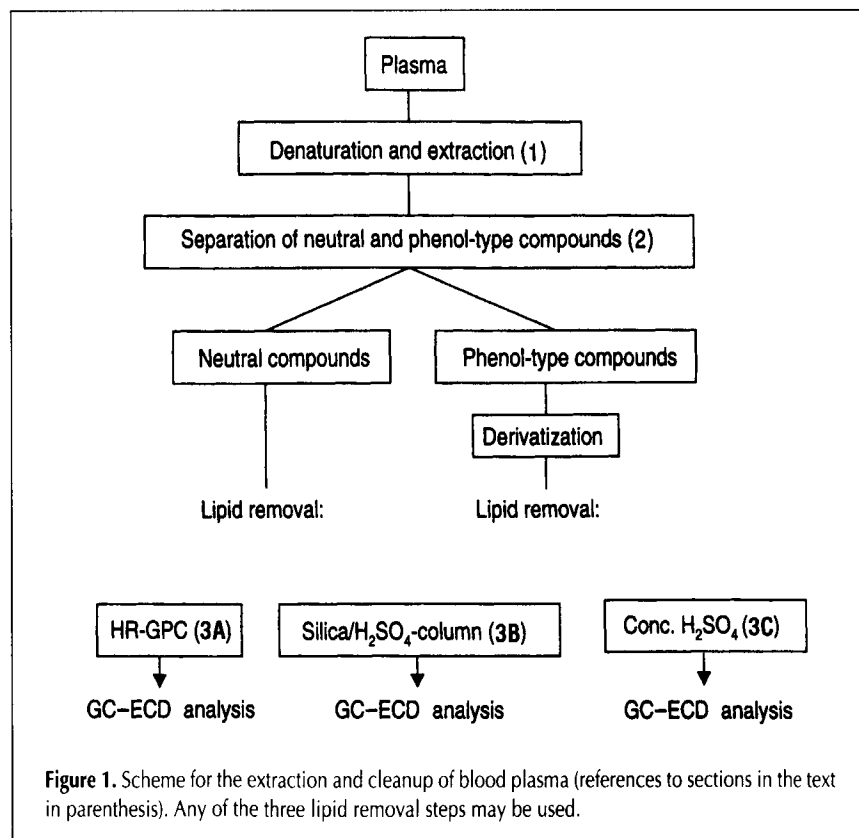 Plasma
Denaturation and extraction (1)
Separation of neutral and phenol-type compounds (2)
Neutral compounds
Phenol-type compounds
Derivatization
Lipid removal:
Lipid removal:
HR-GPC (3A)
Silica/H₂SO₄-column (3B)
Conc. H₂SO₄ (3C)
GC–ECD analysis
GC–ECD analysis
GC–ECD analysis
Figure 1. Scheme for the extraction and cleanup of blood plasma (references to sections in the text
in parenthesis). Any of the three lipid removal steps may be used.